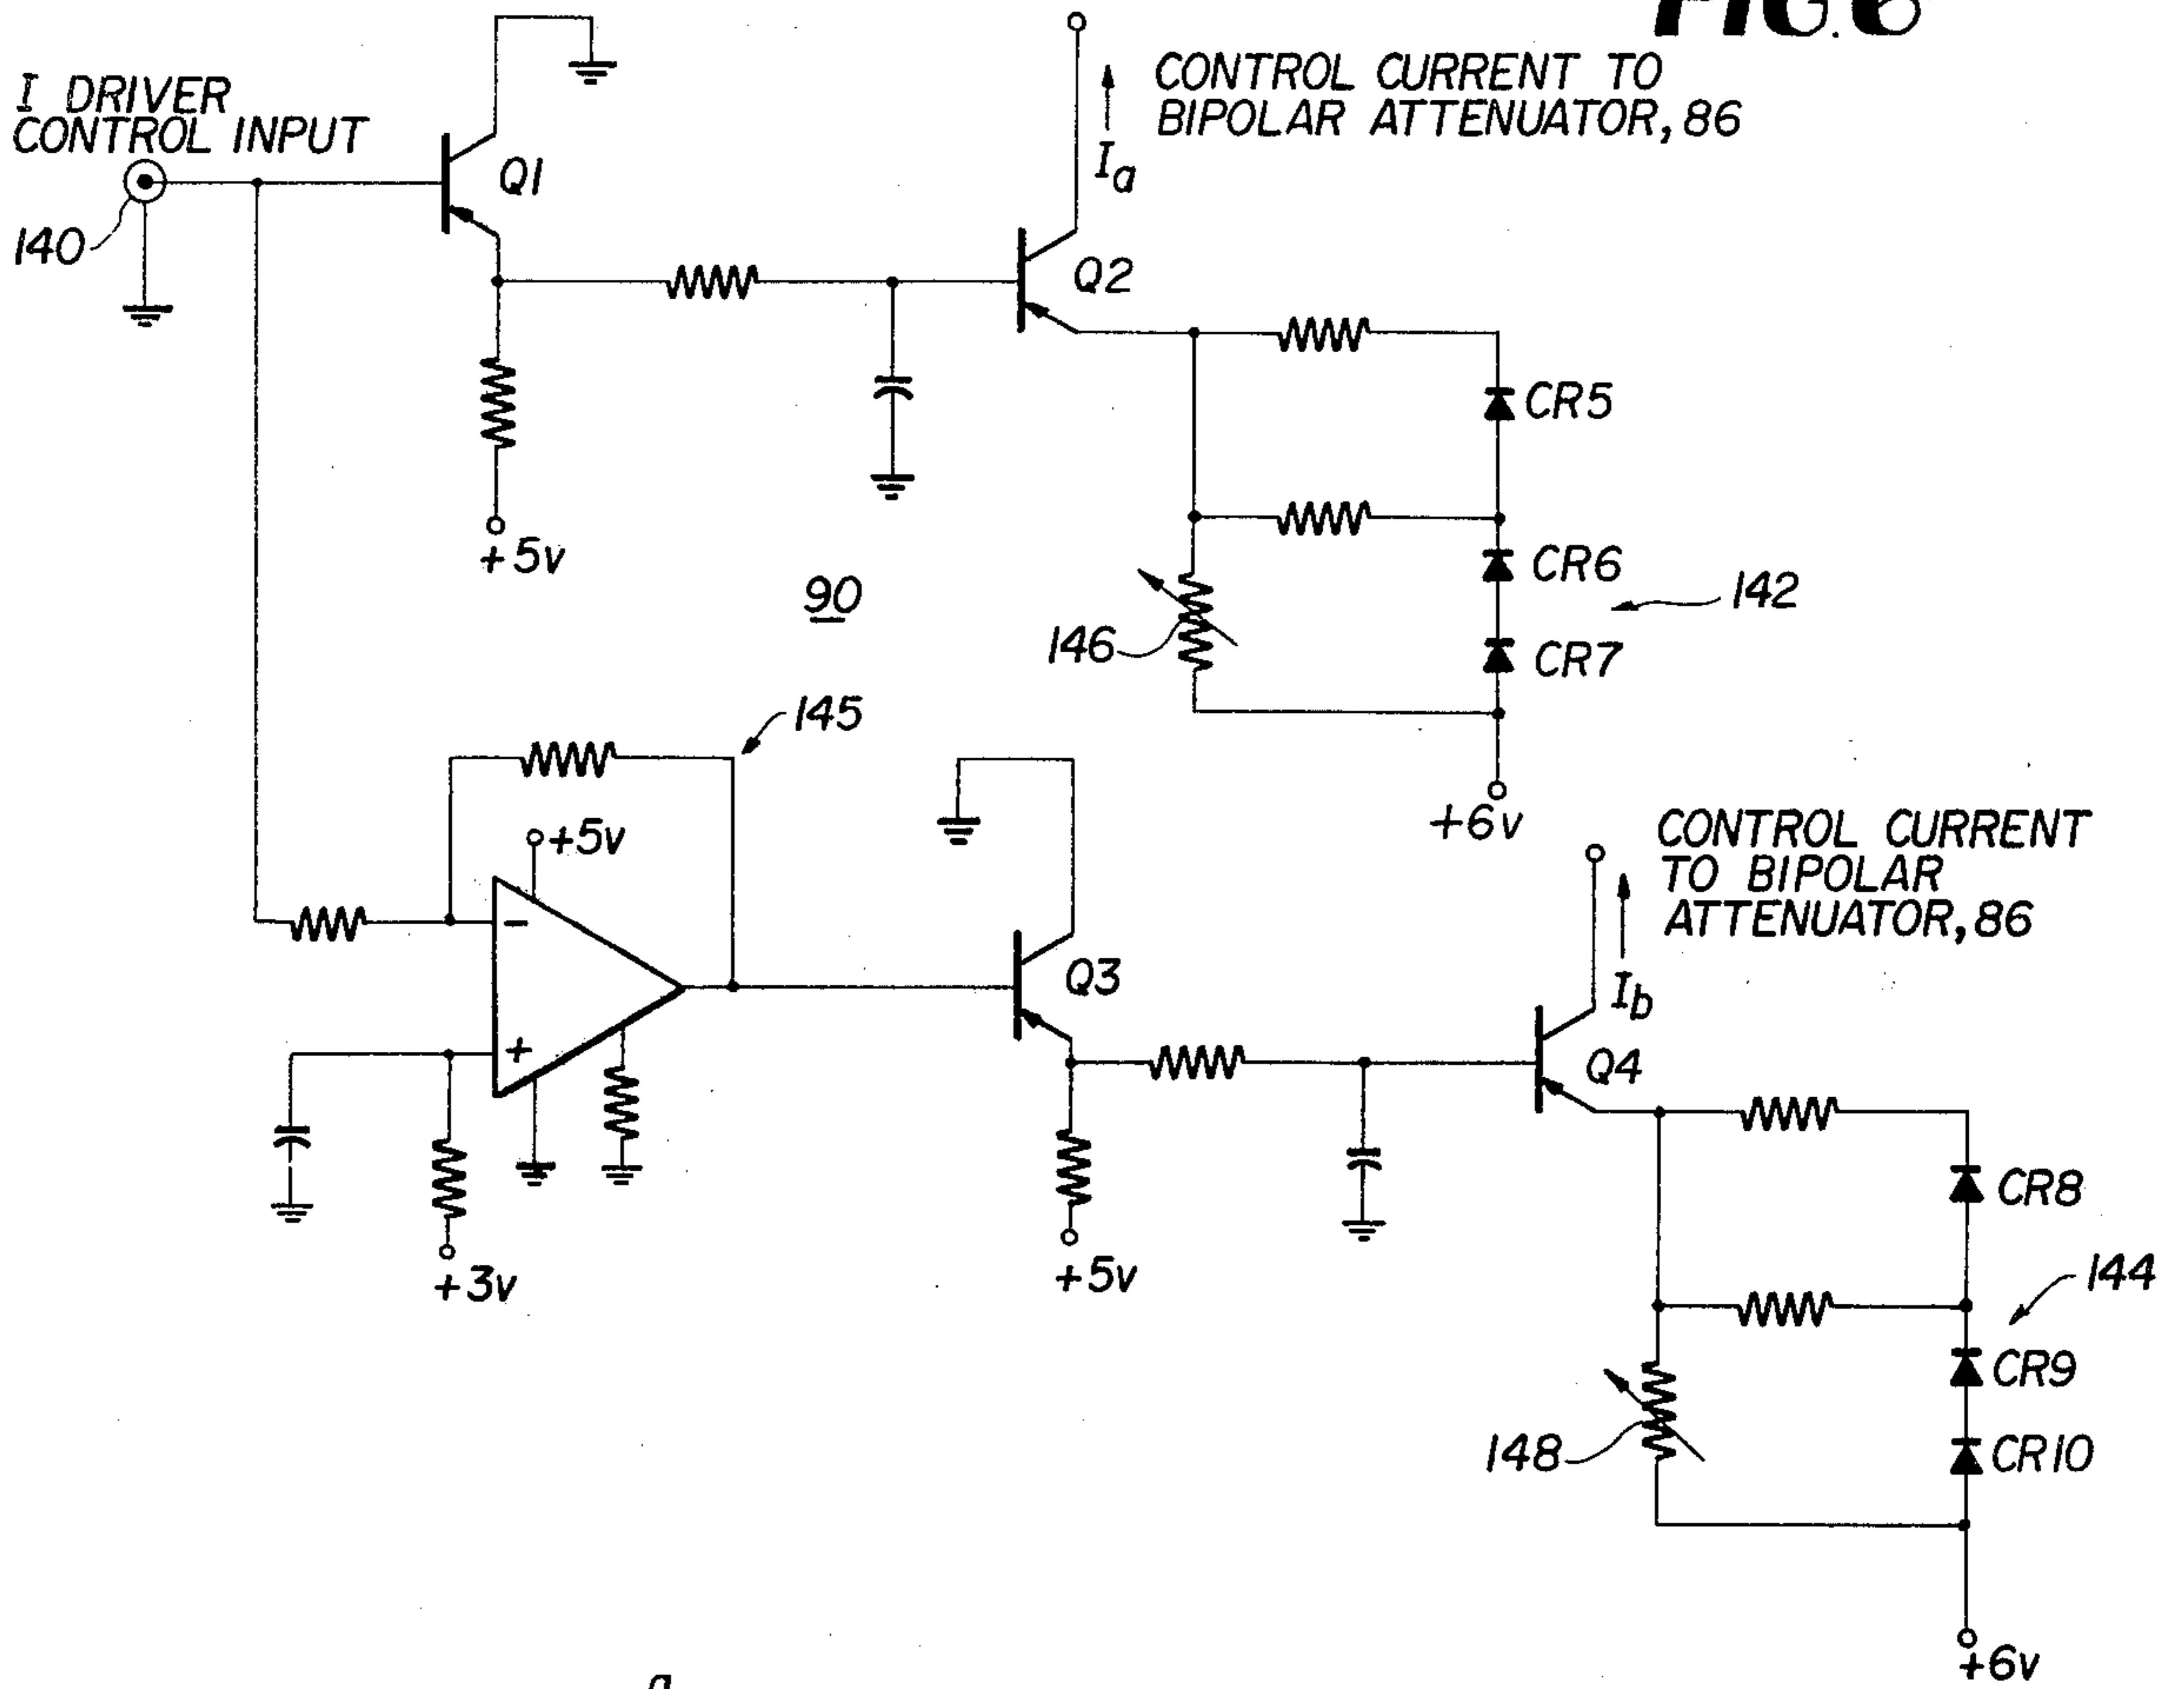 FIG. 6
I DRIVER
CONTROL INPUT
140
Q1
+5v
CONTROL CURRENT TO
BIPOLAR ATTENUATOR, 86
Ia
Q2
CR5
CR6
CR7
142
146
90
+6v
145
+5v
-
+
+3v
Q3
+5v
CONTROL CURRENT
TO BIPOLAR
ATTENUATOR, 86
Ib
Q4
CR8
144
CR9
CR10
148
+6v